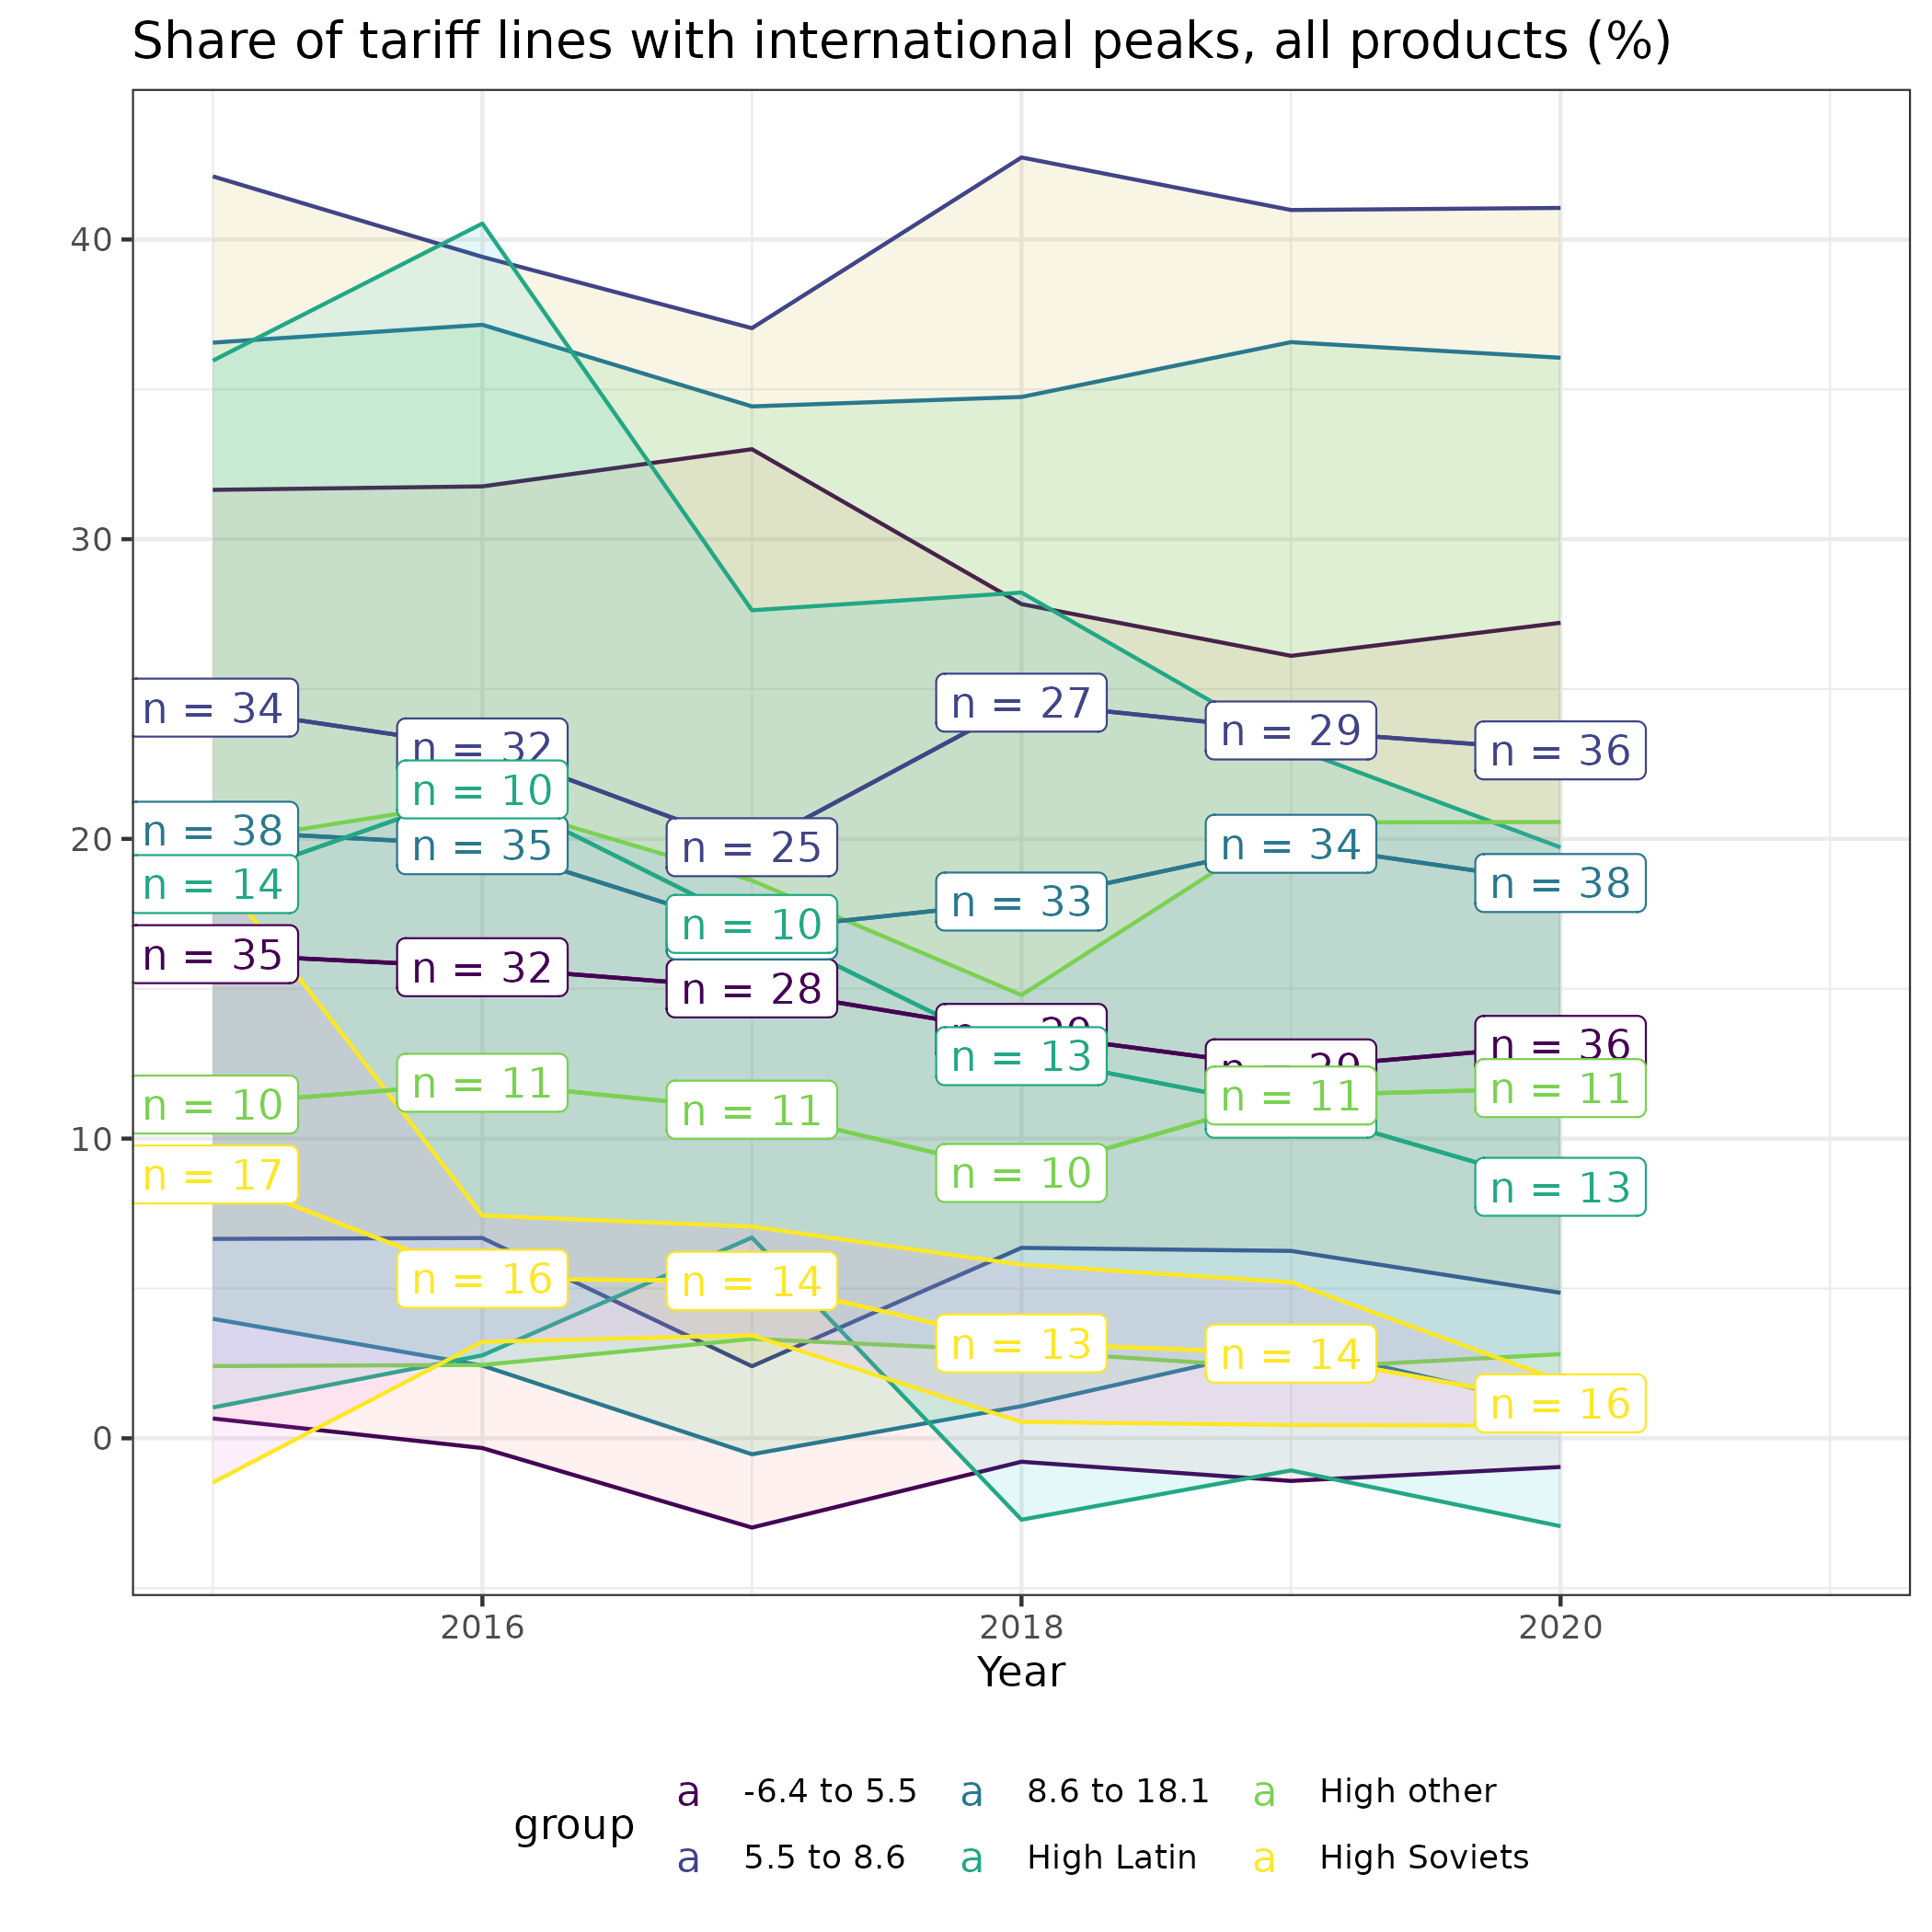 Share of tariff lines with international peaks, all products (%)
40
30
20
10
0
n = 34
n = 38
n = 14
n = 35
n = 10
n = 17
n = 32
n = 10
n = 35
n = 32
n = 11
n = 16
n = 25
n = 10
n = 28
n = 11
n = 14
n = 27
n = 33
n = 29
n = 13
n = 10
n = 13
n = 29
n = 34
n = 29
n = 11
n = 14
n = 36
n = 38
n = 36
n = 11
n = 13
n = 16
2016 2018 2020
Year
group
a -6.4 to 5.5 a 8.6 to 18.1 a High other
a 5.5 to 8.6 a High Latin a High Soviets